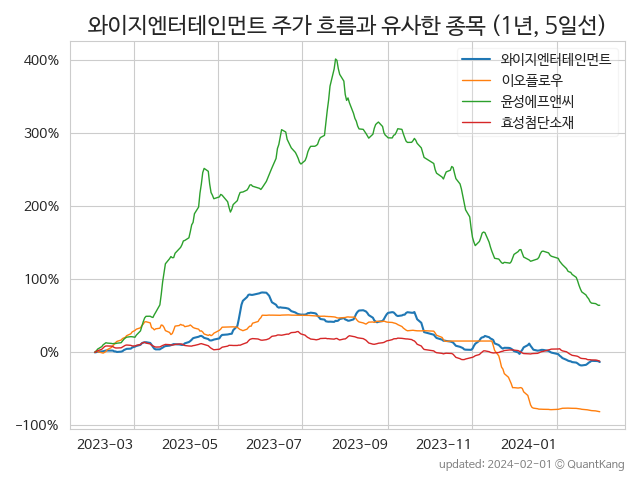 와이지엔터테인먼트 주가 흐름과 유사한 종목 (1년, 5일선)
와이지엔터테인먼트
이오플로우
윤성에프앤씨
효성첨단소재
400%
300%
200%
100%
0%
−100%
2023−03
2023−05
2023−07
2023−09
2023−11
2024−01
updated: 2024-02-01 © QuantKang